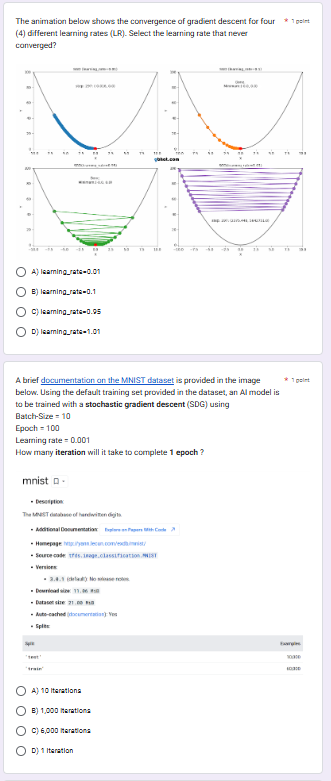 The animation below shows the convergence of gradient descent for four * 1 point
(4) different learning rates (LR). Select the learning rate that never
converged?
gbhot.com
A) learning_rate=0.01
B) learning_rate=0.1
C) learning_rate=0.95
D) learning_rate=1.01
A brief documentation on the MNIST dataset is provided in the image * 1 point
below. Using the default training set provided in the dataset, an AI model is
to be trained with a stochastic gradient descent (SDG) using
Batch-Size = 10
Epoch = 100
Learning rate = 0.001
How many iteration will it take to complete 1 epoch ?
mnist
• Description:
The MNIST database of handwritten digits.
• Additional Documentation: Explore on Papers With Code
• Homepage: http://yann.lecun.com/exdb/mnist/
• Source code: tfds.image_classification.MNIST
• Versions:
3.0.1 (default): No release notes.
• Download size: 11.06 MiB
• Dataset size: 21.00 MiB
• Auto-cached (documentation): Yes
• Splits:
Split Examples
'test' 10,000
'train' 60,000
A) 10 Iterations
B) 1,000 Iterations
C) 6,000 Iterations
D) 1 Iteration